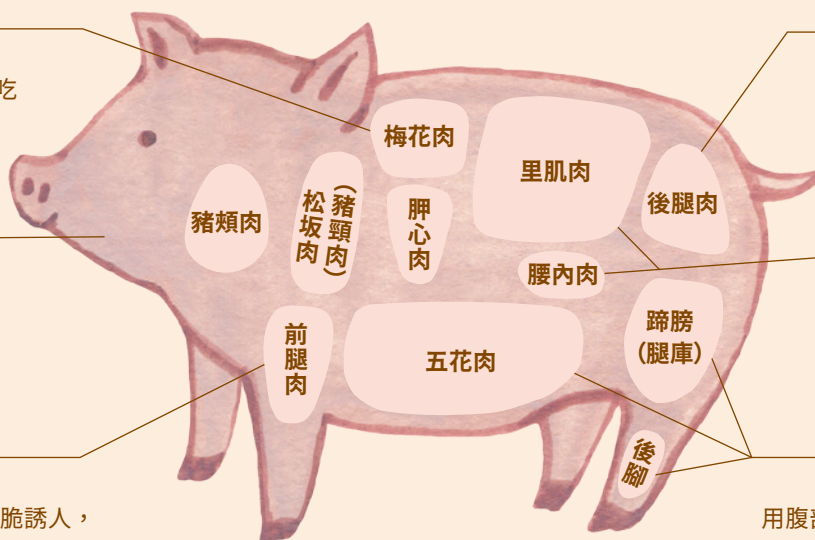 吃
梅花肉
里肌肉
豬頰肉
松坂肉
（豬頸肉）
胛心肉
後腿肉
腰內肉
前腿肉
五花肉
蹄膀
（腿庫）
後腳
脆誘人，
用腹部